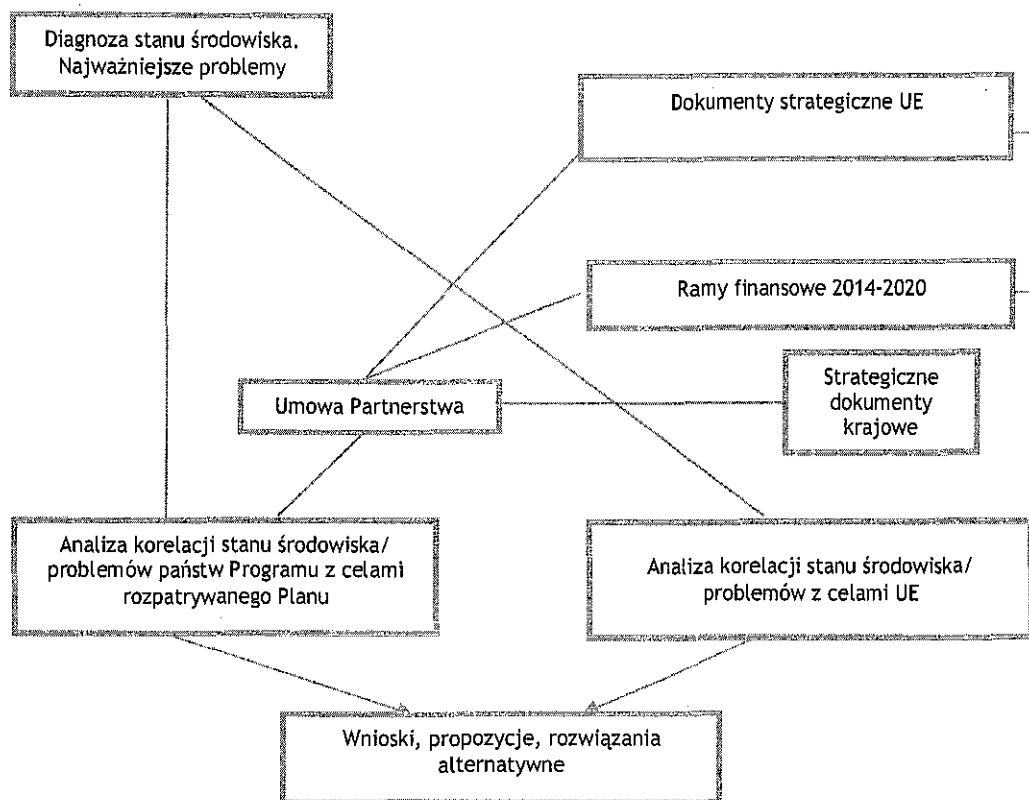 Diagnoza stanu środowiska.
Najważniejsze problemy
Dokumenty strategiczne UE
Ramy finansowe 2014-2020
Strategiczne
dokumenty
krajowe
Umowa Partnerstwa
Analiza korelacji stanu środowiska/
problemów państw Programu z celami
rozpatrywanego Planu
Analiza korelacji stanu środowiska/
problemów z celami UE
Wnioski, propozycje, rozwiązania
alternatywne